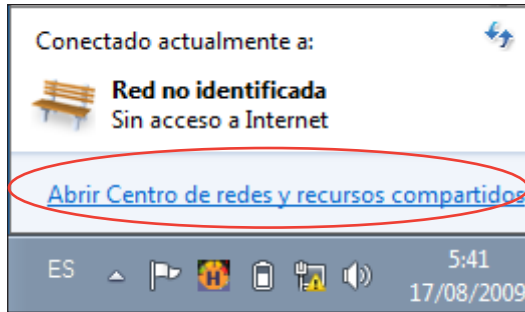 Conectado actualmente a:
Red no identificada
Sin acceso a Internet
Abrir Centro de redes y recursos compartidos
ES
5:41
17/08/2009